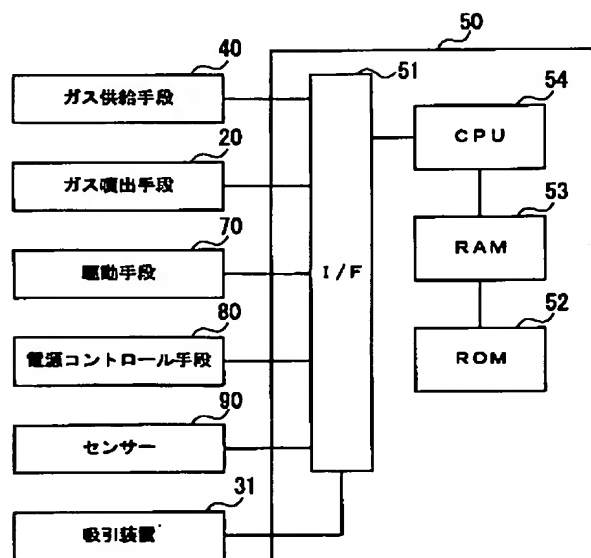 50
40
ガス供給手段
51
54
CPU
20
ガス噴出手段
53
RAM
70
駆動手段
I/F
52
ROM
80
電源コントロール手段
90
センサー
31
吸引装置